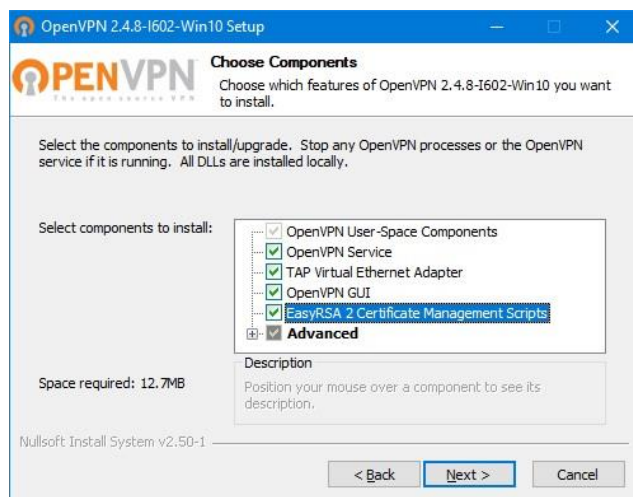 OpenVPN 2.4.8-I602-Win10 Setup
OPENVPN
The open source VPN
Choose Components
Choose which features of OpenVPN 2.4.8-I602-Win10 you want
to install.
Select the components to install/upgrade. Stop any OpenVPN processes or the OpenVPN
service if it is running. All DLLs are installed locally.
Select components to install:
OpenVPN User-Space Components
OpenVPN Service
TAP Virtual Ethernet Adapter
OpenVPN GUI
EasyRSA 2 Certificate Management Scripts
Advanced
Space required: 12.7MB
Description
Position your mouse over a component to see its
description.
Nullsoft Install System v2.50-1
< Back
Next >
Cancel